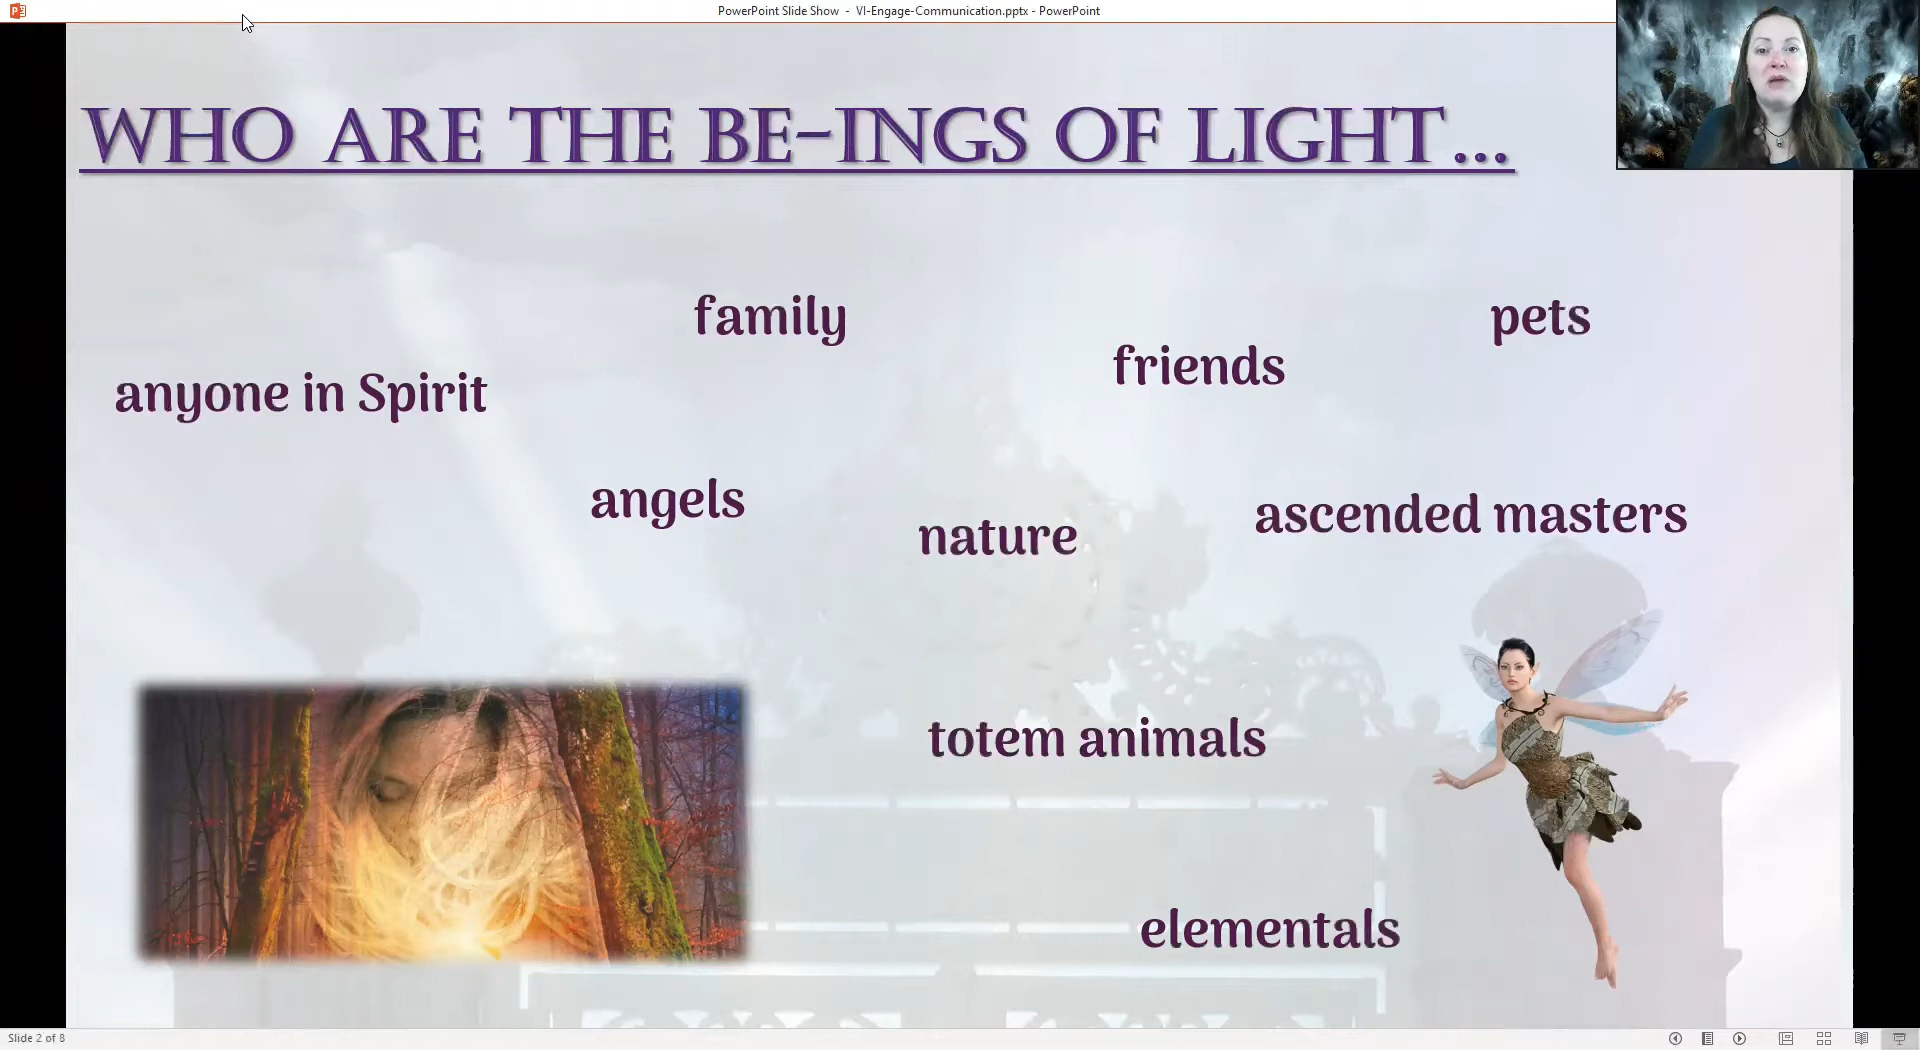 PowerPoint Slide Show - VI-Engage-Communication.pptx - PowerPoint
WHO ARE THE BE-INGS OF LIGHT...
family
pets
friends
anyone in Spirit
angels
ascended masters
nature
totem animals
elementals
Slide 2 of 8